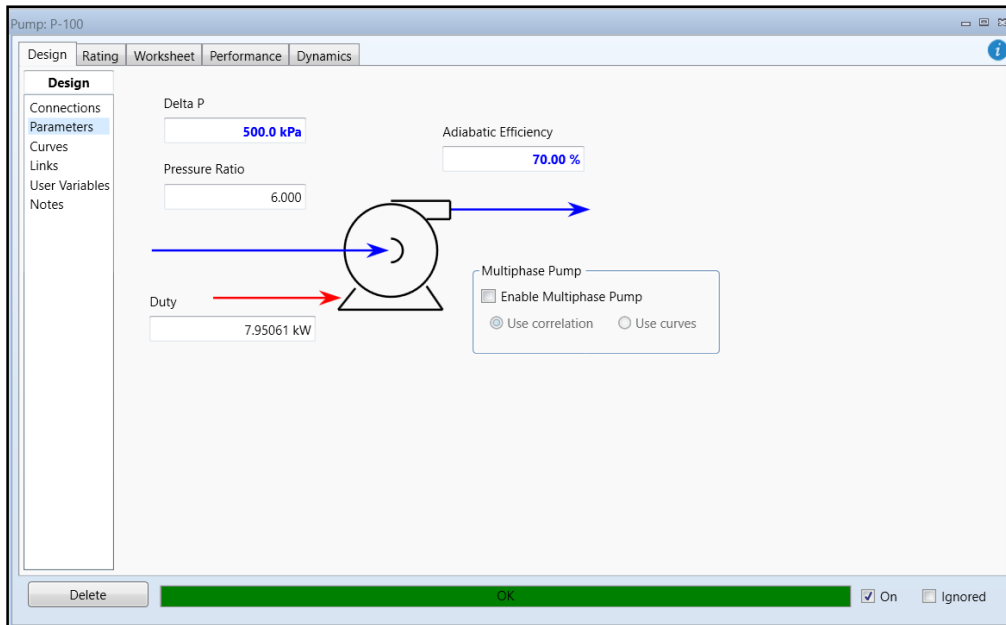 Pump: P-100
Design Rating Worksheet Performance Dynamics
Design
Connections
Parameters
Curves
Links
User Variables
Notes
Delta P
500.0 kPa
Adiabatic Efficiency
70.00 %
Pressure Ratio
6.000
Duty
7.95061 kW
Multiphase Pump
Enable Multiphase Pump
Use correlation Use curves
Delete OK On Ignored